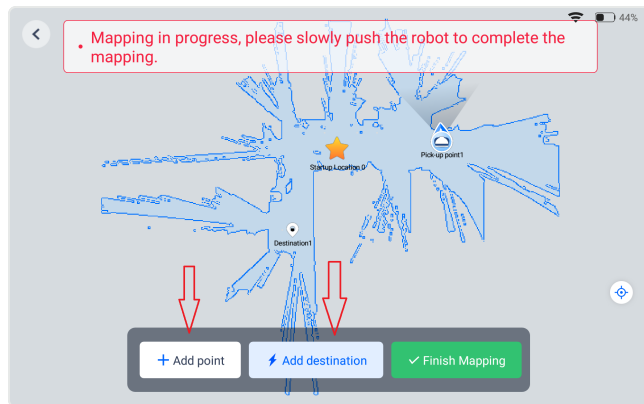 44%
Mapping in progress, please slowly push the robot to complete the
mapping.
Startup Location 0
Pick-up point1
Destination1
+ Add point
Add destination
Finish Mapping